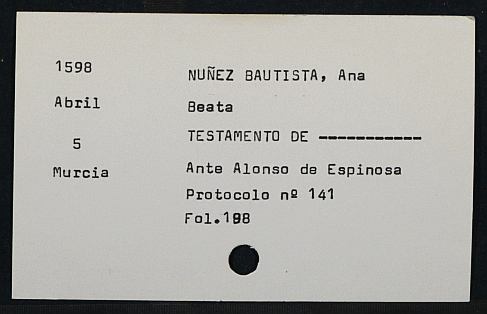 1598
NUÑEZ BAUTISTA, Ana
Abril
Beata
5
TESTAMENTO DE -----------
Murcia
Ante Alonso de Espinosa
Protocolo nº 141
Fol.198